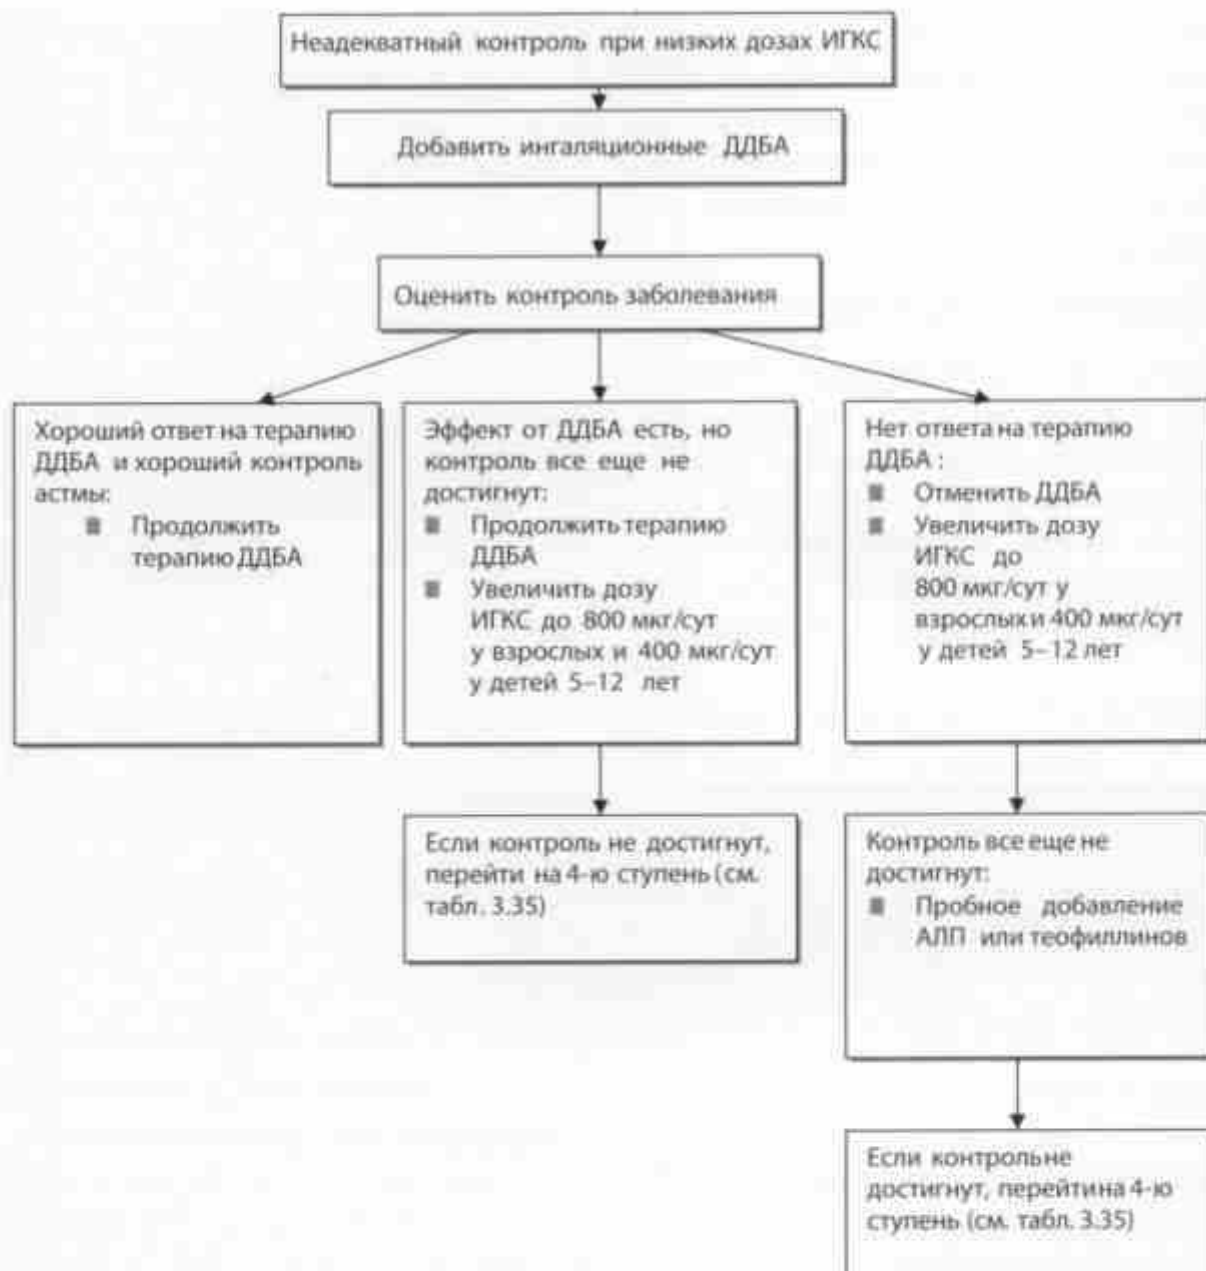 Неадекватный контроль при низких дозах ИГКС
Добавить ингаляционные ДДБА
Оценить контроль заболевания
Хороший ответ на терапию
ДДБА и хороший контроль
астмы:
■ Продолжить
терапию ДДБА
Эффект от ДДБА есть, но
контроль все еще не
достигнут:
■ Продолжить терапию
ДДБА
■ Увеличить дозу
ИГКС до 800 мкг/сут
у взрослых и 400 мкг/сут
у детей 5–12 лет
Нет ответа на терапию
ДДБА :
■ Отменить ДДБА
■ Увеличить дозу
ИГКС до
800 мкг/сут у
взрослых и 400 мкг/сут
у детей 5–12 лет
Если контроль не достигнут,
перейти на 4-ю ступень (см.
табл. 3.35)
Контроль все еще не
достигнут:
■ Пробное добавление
АЛП или теофиллинов
Если контроль не
достигнут, перейти на 4-ю
ступень (см. табл. 3.35)